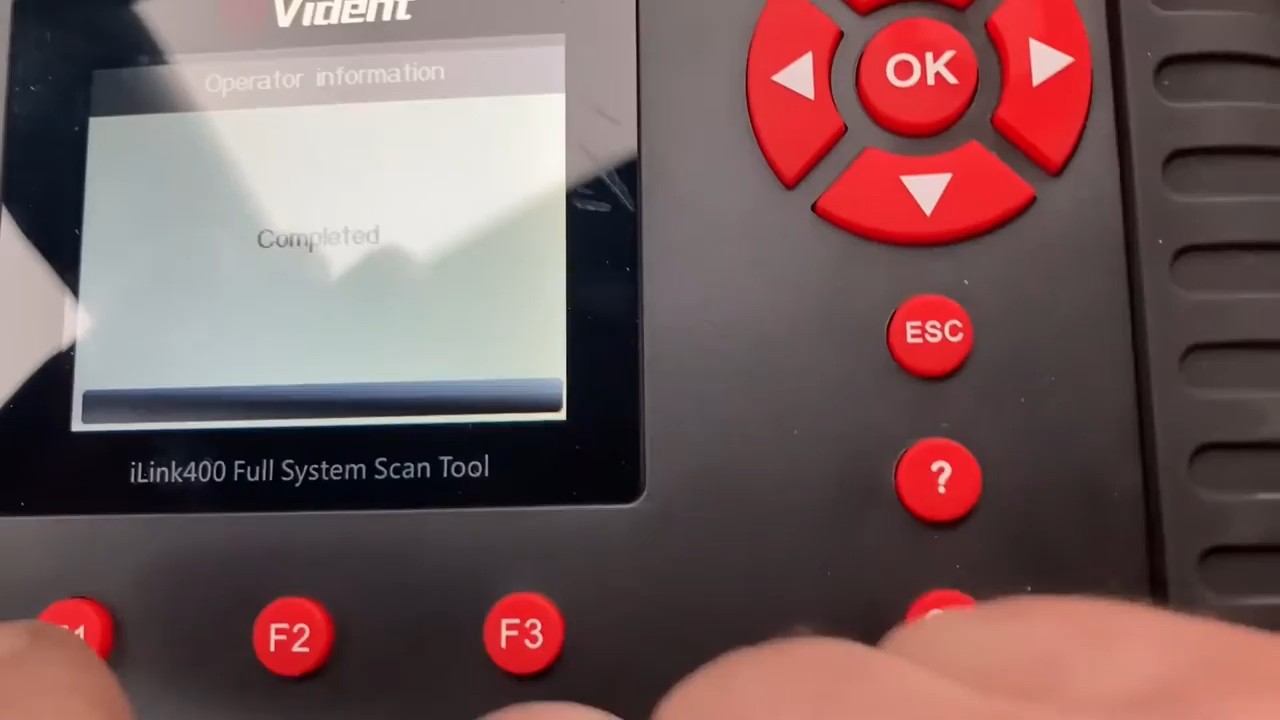 Vident
Operator information
Completed
iLink400 Full System Scan Tool
OK
ESC
?
F2
F3